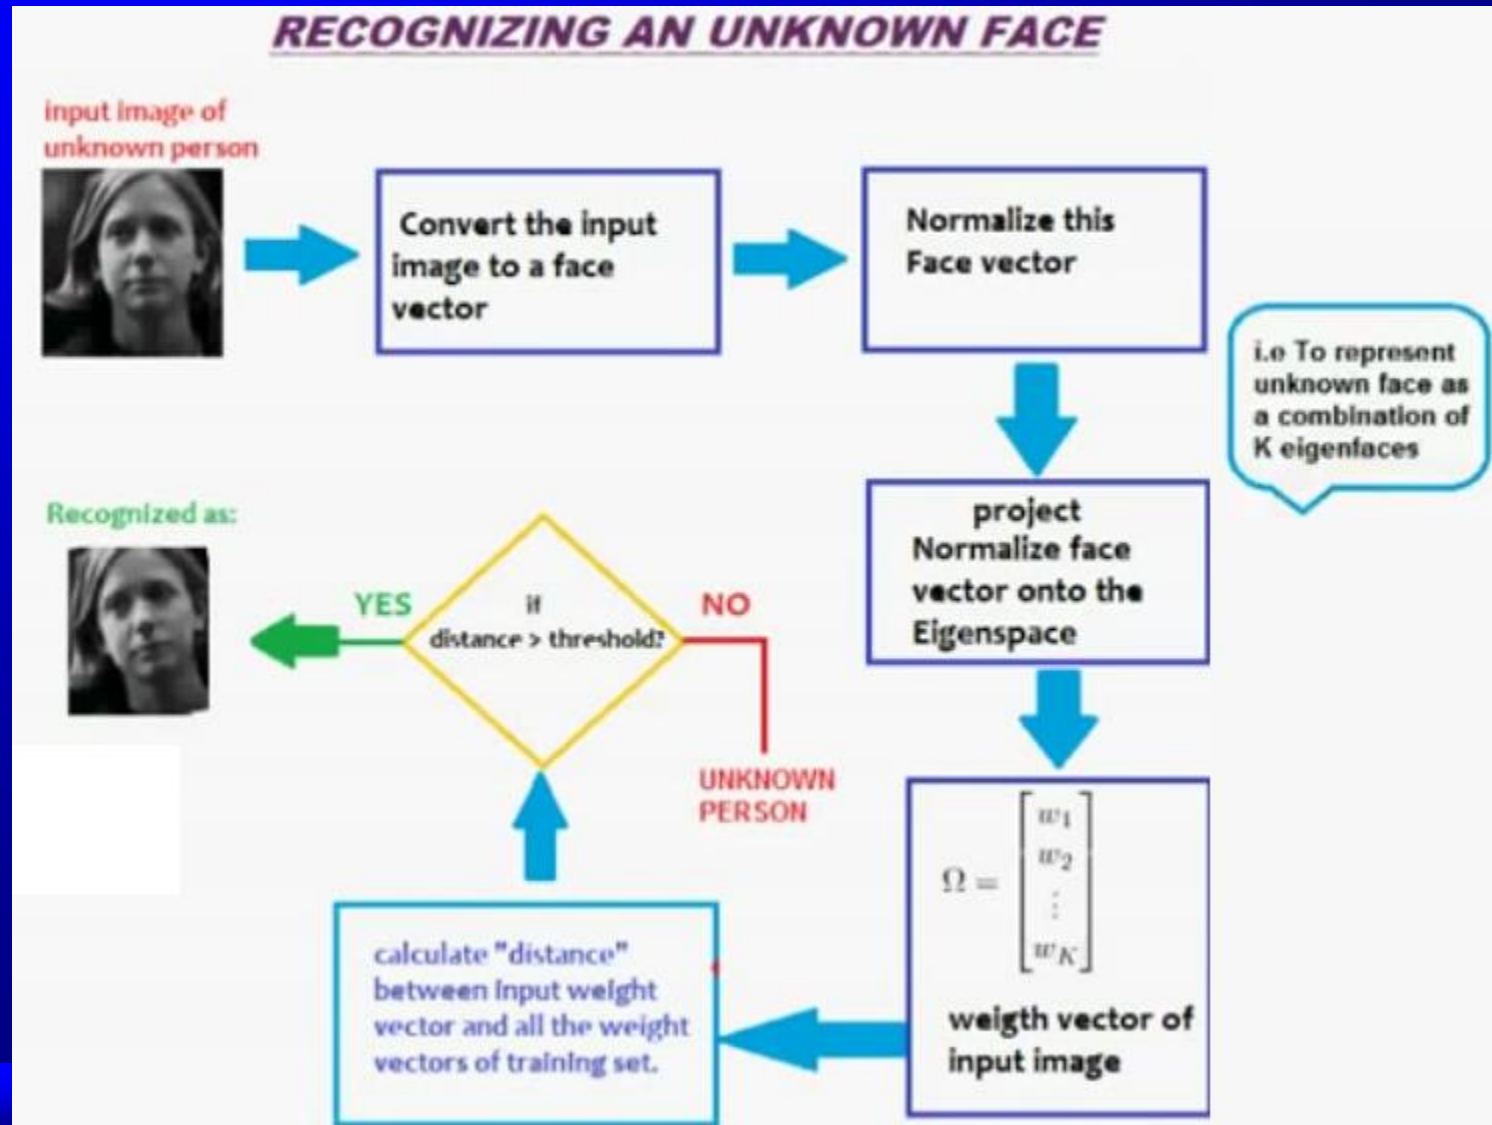 RECOGNIZING AN UNKNOWN FACE
input image of
unknown person
Convert the input
image to a face
vector
Normalize this
Face vector
i.e To represent
unknown face as
a combination of
K eigenfaces
project
Normalize face
vector onto the
Eigenspace
Ω =
w1
w2
⋮
wK
weigth vector of
input image
calculate "distance"
between input weight
vector and all the weight
vectors of training set.
if
distance > threshold?
YES
NO
UNKNOWN
PERSON
Recognized as: